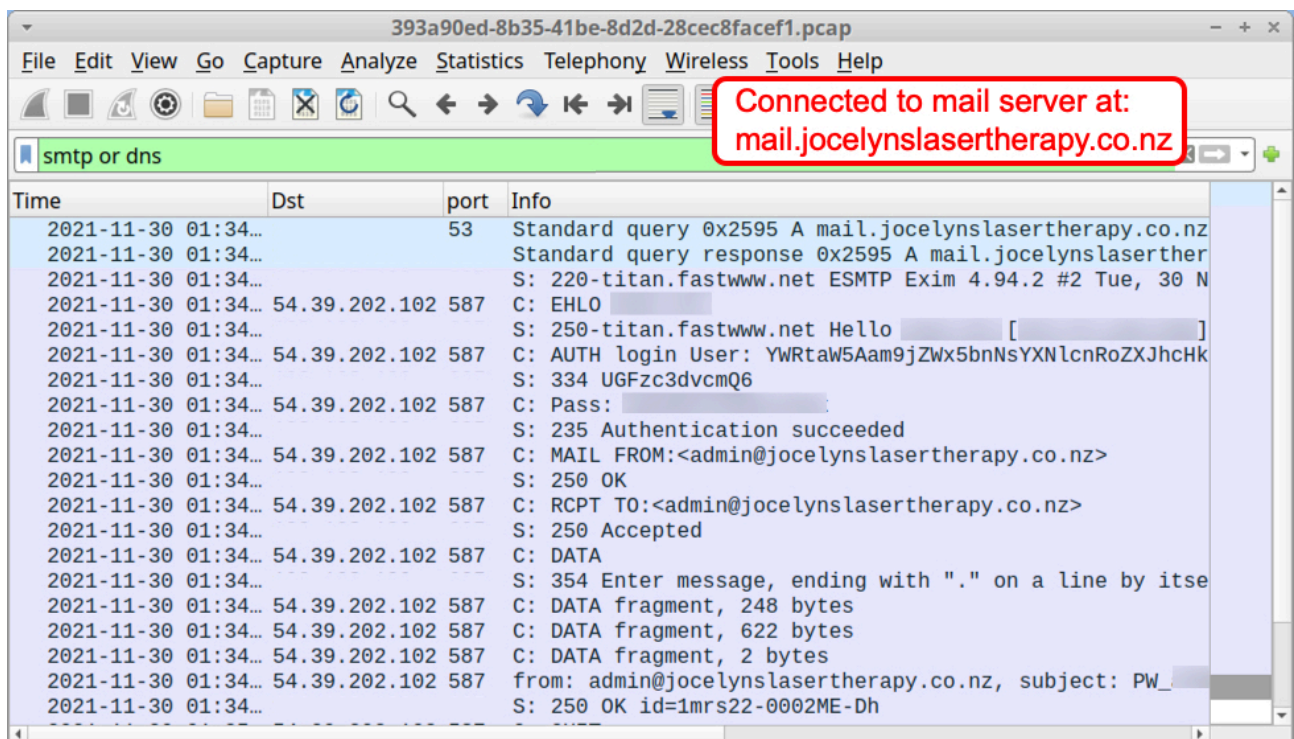 393a90ed-8b35-41be-8d2d-28cec8facef1.pcap
File Edit View Go Capture Analyze Statistics Telephony Wireless Tools Help
Connected to mail server at:
mail.jocelynslasertherapy.co.nz
smtp or dns
Time Dst port Info
2021-11-30 01:34… 53 Standard query 0x2595 A mail.jocelynslasertherapy.co.nz
2021-11-30 01:34… Standard query response 0x2595 A mail.jocelynslaserther
2021-11-30 01:34… S: 220-titan.fastwww.net ESMTP Exim 4.94.2 #2 Tue, 30 N
2021-11-30 01:34… 54.39.202.102 587 C: EHLO
2021-11-30 01:34… S: 250-titan.fastwww.net Hello [ ]
2021-11-30 01:34… 54.39.202.102 587 C: AUTH login User: YWRtaW5Aam9jZWx5bnNsYXNlcnRoZXJhcHk
2021-11-30 01:34… S: 334 UGFzc3dvcmQ6
2021-11-30 01:34… 54.39.202.102 587 C: Pass:
2021-11-30 01:34… S: 235 Authentication succeeded
2021-11-30 01:34… 54.39.202.102 587 C: MAIL FROM:<admin@jocelynslasertherapy.co.nz>
2021-11-30 01:34… S: 250 OK
2021-11-30 01:34… 54.39.202.102 587 C: RCPT TO:<admin@jocelynslasertherapy.co.nz>
2021-11-30 01:34… S: 250 Accepted
2021-11-30 01:34… 54.39.202.102 587 C: DATA
2021-11-30 01:34… S: 354 Enter message, ending with "." on a line by itse
2021-11-30 01:34… 54.39.202.102 587 C: DATA fragment, 248 bytes
2021-11-30 01:34… 54.39.202.102 587 C: DATA fragment, 622 bytes
2021-11-30 01:34… 54.39.202.102 587 C: DATA fragment, 2 bytes
2021-11-30 01:34… 54.39.202.102 587 from: admin@jocelynslasertherapy.co.nz, subject: PW_
2021-11-30 01:34… S: 250 OK id=1mrs22-0002ME-Dh